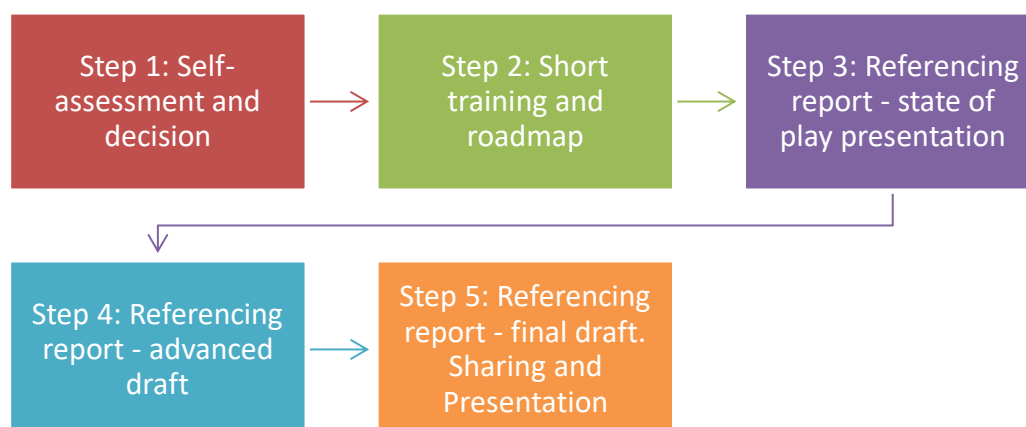 Step 1: Self-
assessment and
decision
Step 2: Short
training and
roadmap
Step 3: Referencing
report - state of
play presentation
Step 4: Referencing
report - advanced
draft
Step 5: Referencing
report - final draft.
Sharing and
Presentation